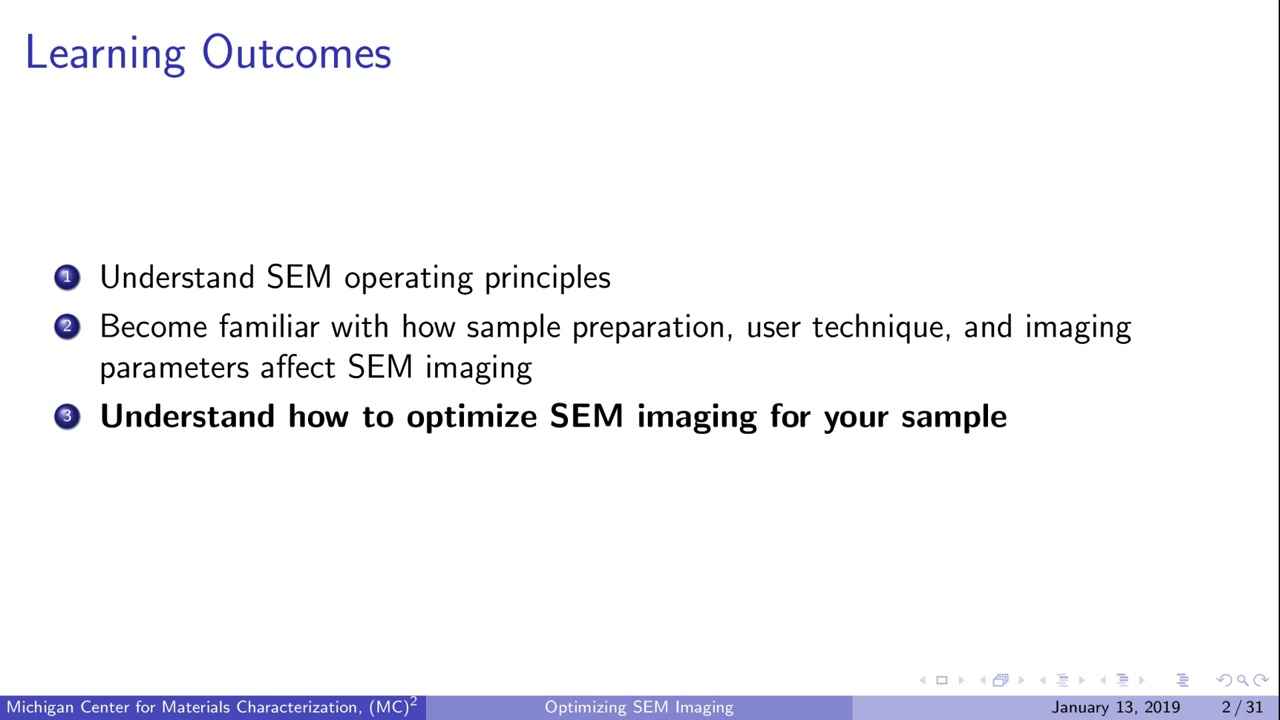 Learning Outcomes
1 Understand SEM operating principles
2 Become familiar with how sample preparation, user technique, and imaging
parameters affect SEM imaging
3 Understand how to optimize SEM imaging for your sample
Michigan Center for Materials Characterization, (MC)² Optimizing SEM Imaging January 13, 2019 2 / 31